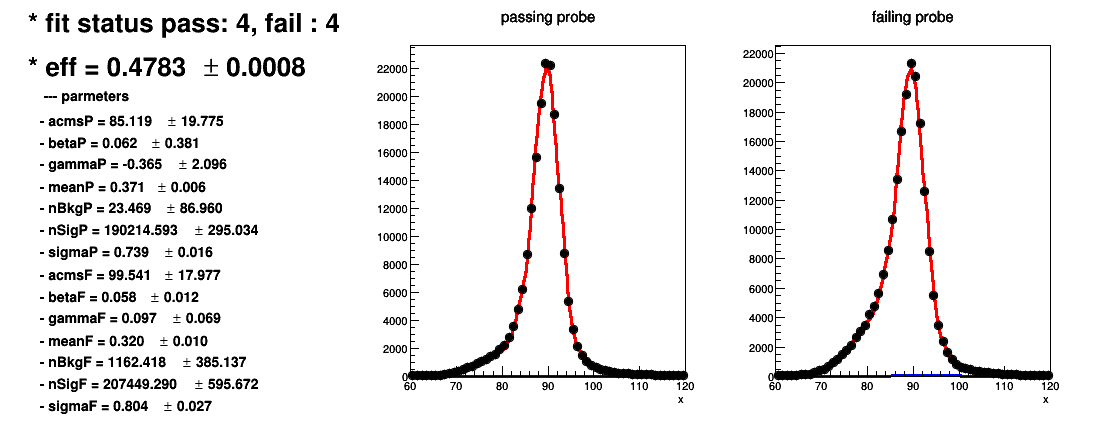 * fit status pass: 4, fail : 4
* eff = 0.4783 ± 0.0008
--- parmeters
- acmsP = 85.119 ± 19.775
- betaP = 0.062 ± 0.381
- gammaP = -0.365 ± 2.096
- meanP = 0.371 ± 0.006
- nBkgP = 23.469 ± 86.960
- nSigP = 190214.593 ± 295.034
- sigmaP = 0.739 ± 0.016
- acmsF = 99.541 ± 17.977
- betaF = 0.058 ± 0.012
- gammaF = 0.097 ± 0.069
- meanF = 0.320 ± 0.010
- nBkgF = 1162.418 ± 385.137
- nSigF = 207449.290 ± 595.672
- sigmaF = 0.804 ± 0.027
passing probe
22000
20000
18000
16000
14000
12000
10000
8000
6000
4000
2000
0
60 70 80 90 100 110 120
x
failing probe
22000
20000
18000
16000
14000
12000
10000
8000
6000
4000
2000
0
60 70 80 90 100 110 120
x